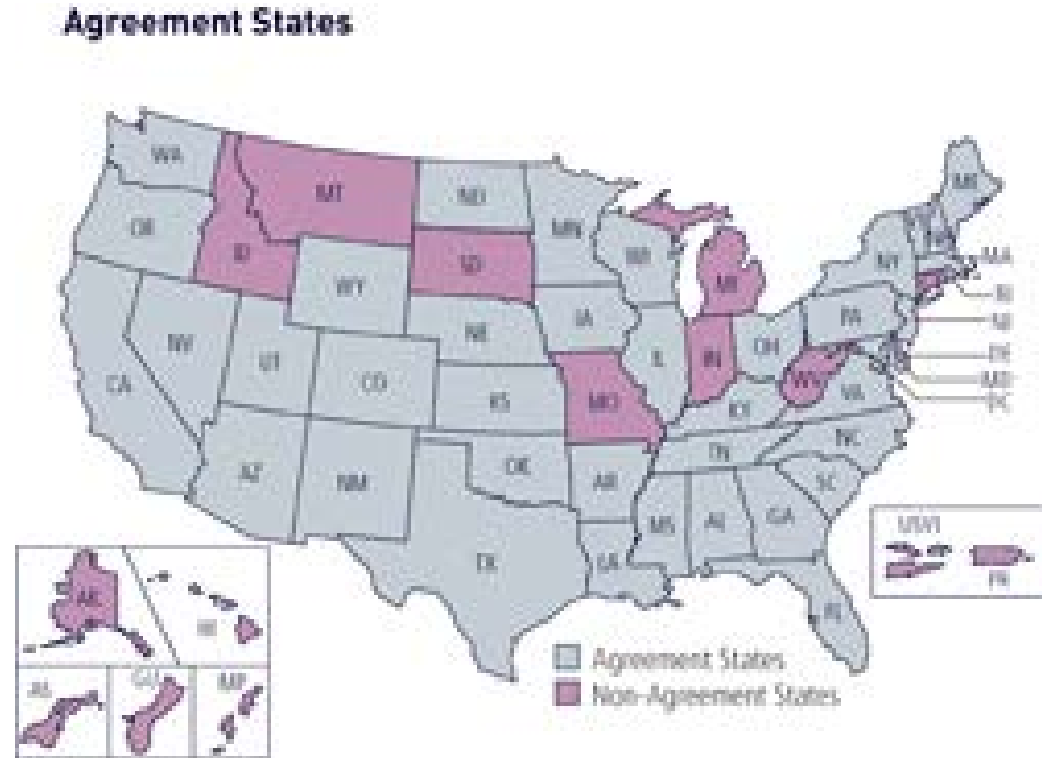 Agreement States
WA
MT
ND
OR
ID
SD
MN
WI
MI
ME
NY
MA
RI
WY
NV
UT
CA
CO
NE
IA
KS
IL
IN
OH
PA
NJ
DE
MD
DC
WV
VA
MO
KY
NC
TN
SC
AZ
NM
OK
AR
TX
LA
MS
AL
GA
FL
USVI
PR
AK
HI
AS
GU
MP
Agreement States
Non-Agreement States